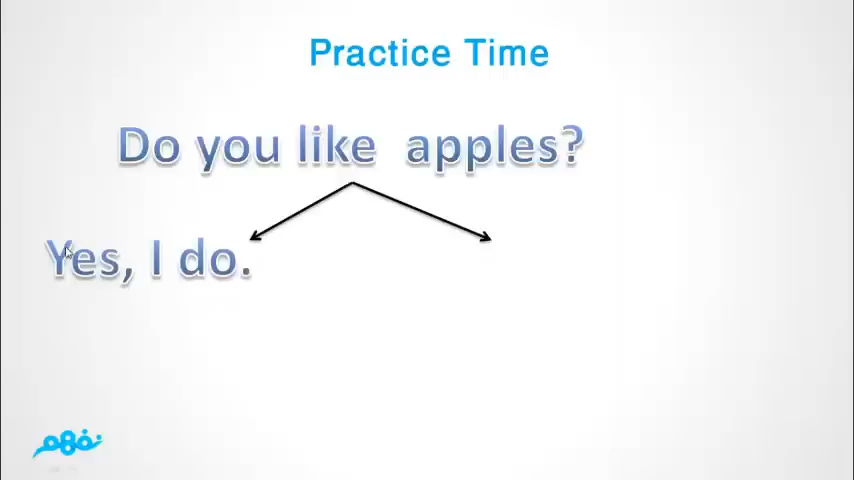 Practice Time
Do you like apples?
Yes, I do.
نفهم